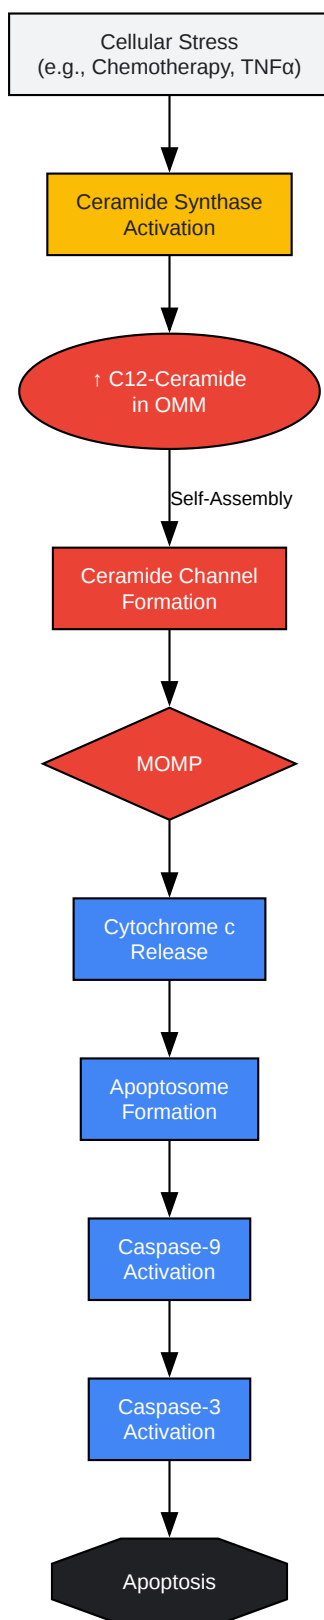 Cellular Stress
(e.g., Chemotherapy, TNFα)
Ceramide Synthase
Activation
↑ C12-Ceramide
in OMM
Self-Assembly
Ceramide Channel
Formation
MOMP
Cytochrome c
Release
Apoptosome
Formation
Caspase-9
Activation
Caspase-3
Activation
Apoptosis